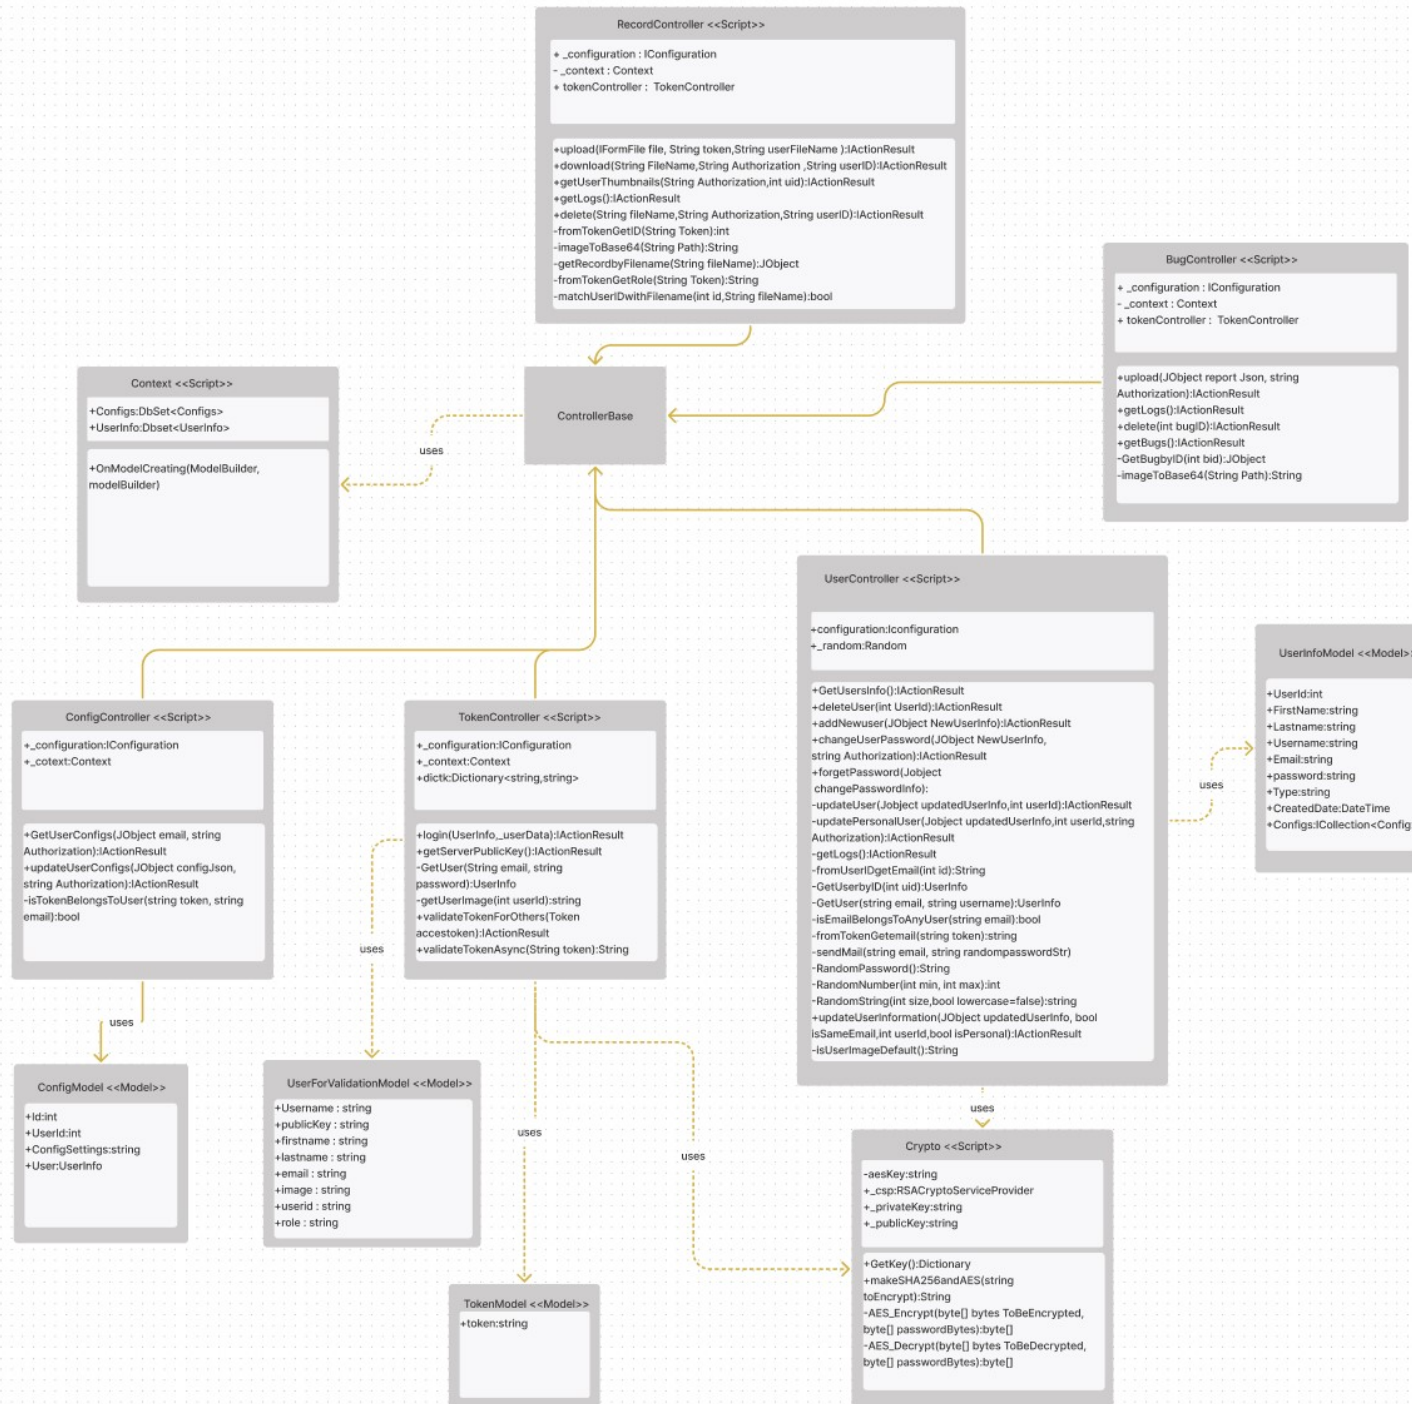 RecordController <<Script>>
+ _configuration : IConfiguration
- _context : Context
+ tokenController :  TokenController
+upload(IFormFile file, String token,String userFileName ):IActionResult
+download(String FileName,String Authorization ,String userID):IActionResult
+getUserThumbnails(String Authorization,int uid):IActionResult
+getLogs():IActionResult
+delete(String fileName,String Authorization,String userID):IActionResult
-fromTokenGetID(String Token):int
-imageToBase64(String Path):String
-getRecordbyFilename(String fileName):JObject
-fromTokenGetRole(String Token):String
-matchUserIDwithFilename(int id,String fileName):bool
BugController <<Script>>
+ _configuration : IConfiguration
- _context : Context
+ tokenController :  TokenController
+upload(JObject report Json, string
Authorization):IActionResult
+getLogs():IActionResult
+delete(int bugID):IActionResult
+getBugs():IActionResult
-GetBugbyID(int bid):JObject
-imageToBase64(String Path):String
Context <<Script>>
+Configs:DbSet<Configs>
+UserInfo:Dbset<UserInfo>
+OnModelCreating(ModelBuilder,
modelBuilder)
uses
ControllerBase
UserController <<Script>>
+configuration:Iconfiguration
+_random:Random
+GetUsersInfo():IActionResult
+deleteUser(int UserId):IActionResult
+addNewuser(JObject NewUserInfo):IActionResult
+changeUserPassword(JObject NewUserInfo,
string Authorization):IActionResult
+forgetPassword(Jobject
changePasswordInfo):
-updateUser(Jobject updatedUserInfo,int userId):IActionResult
-updatePersonalUser(Jobject updatedUserInfo,int userId,string
Authorization):IActionResult
-getLogs():IActionResult
-fromUserIDgetEmail(int id):String
-GetUserbyID(int uid):UserInfo
-GetUser(string email, string username):UserInfo
-isEmailBelongsToAnyUser(string email):bool
-fromTokenGetemail(string token):string
-sendMail(string email, string randompasswordStr)
-RandomPassword():String
-RandomNumber(int min, int max):int
-RandomString(int size,bool lowercase=false):string
+updateUserInformation(JObject updatedUserInfo, bool
isSameEmail,int userId,bool isPersonal):IActionResult
-isUserImageDefault():String
uses
UserInfoModel <<Model>
+UserId:int
+FirstName:string
+Lastname:string
+Username:string
+Email:string
+password:string
+Type:string
+CreatedDate:DateTime
+Configs:ICollection<Config
ConfigController <<Script>>
+_configuration:IConfiguration
+_cotext:Context
+GetUserConfigs(JObject email, string
Authorization):IActionResult
+updateUserConfigs(JObject configJson,
string Authorization):IActionResult
-isTokenBelongsToUser(string token, string
email):bool
uses
TokenController <<Script>>
+_configuration:IConfiguration
+_context:Context
+dictk:Dictionary<string,string>
+login(UserInfo,_userData):IActionResult
+getServerPublicKey():IActionResult
-GetUser(String email, string
password):UserInfo
-getUserImage(int userId):string
+validateTokenForOthers(Token
accestoken):IActionResult
+validateTokenAsync(String token):String
uses
uses
uses
uses
ConfigModel <<Model>>
+Id:int
+UserId:int
+ConfigSettings:string
+User:UserInfo
UserForValidationModel <<Model>>
+Username : string
+publicKey : string
+firstname : string
+lastname : string
+email : string
+image : string
+userid : string
+role : string
TokenModel <<Model>>
+token:string
Crypto <<Script>>
-aesKey:string
+_csp:RSACryptoServiceProvider
+_privateKey:string
+_publicKey:string
+GetKey():Dictionary
+makeSHA256andAES(string
toEncrypt):String
-AES_Encrypt(byte[] bytes ToBeEncrypted,
byte[] passwordBytes):byte[]
-AES_Decrypt(byte[] bytes ToBeDecrypted,
byte[] passwordBytes):byte[]